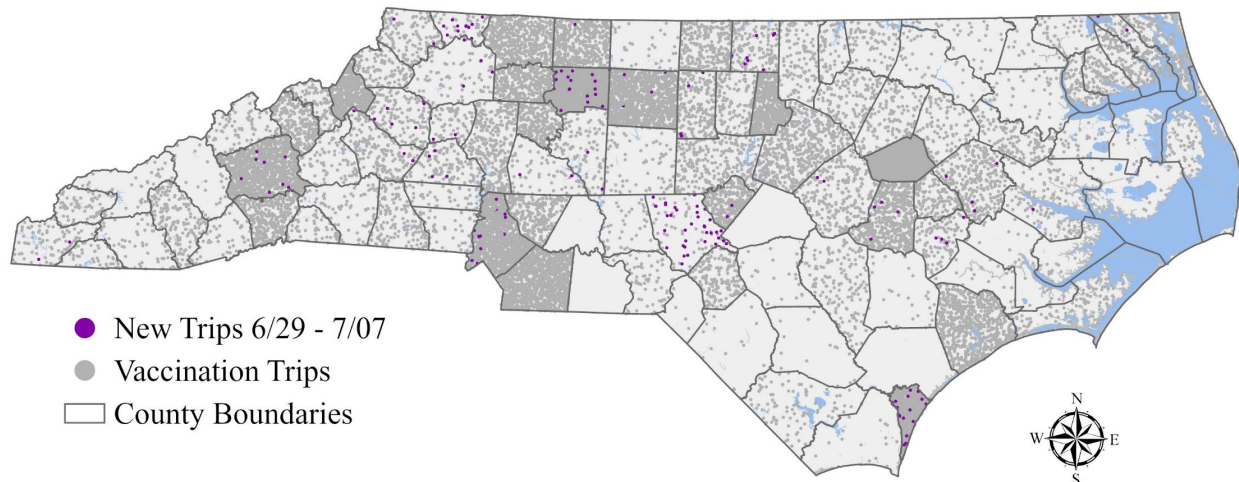 New Trips 6/29 - 7/07
Vaccination Trips
County Boundaries
N
W E
S